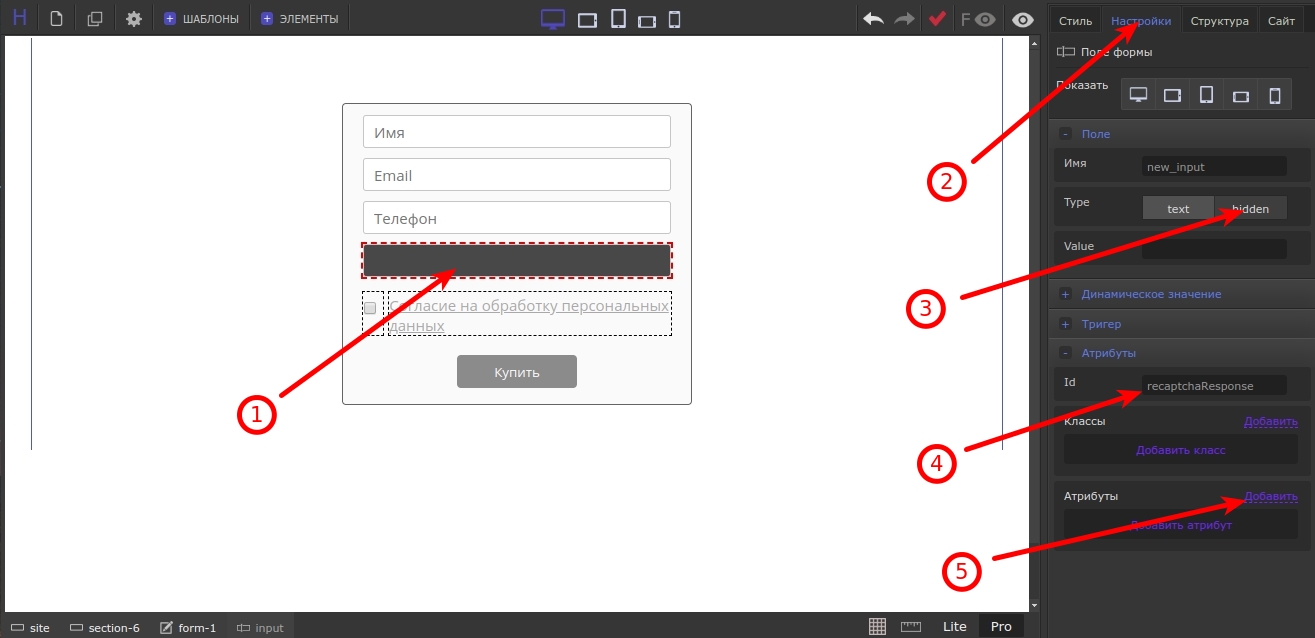 H
ШАБЛОНЫ
ЭЛЕМЕНТЫ
F
Стиль
Настройки
Структура
Сайт
Поле формы
Показать
- Поле
Имя
new_input
Type
text
hidden
Value
+ Динамическое значение
+ Тригер
- Атрибуты
Id
recaptchaResponse
Классы
Добавить
Добавить класс
Атрибуты
Добавить
Добавить атрибут
Имя
Email
Телефон
Согласие на обработку персональных
данных
Купить
1
2
3
4
5
site
section-6
form-1
input
Lite
Pro